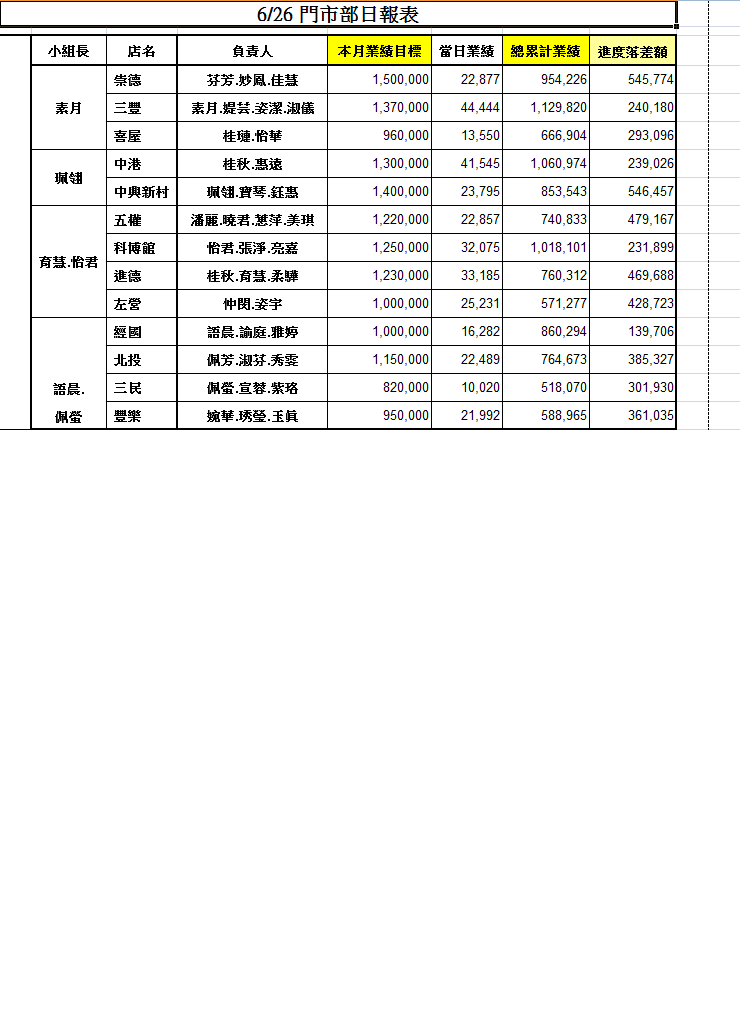 6/26 門市部日報表
小組長 店名 負責人 本月業績目標 當日業績 總累計業績 進度落差額
素月
崇德 芬芳.妙鳳.佳慧 1,500,000 22,877 954,226 545,774
三豐 素月.媞芸.姿潔.淑儀 1,370,000 44,444 1,129,820 240,180
喜屋 桂璉.怡華 960,000 13,550 666,904 293,096
珮翎
中港 桂秋.惠遠 1,300,000 41,545 1,060,974 239,026
中興新村 珮翎.寶琴.鈺惠 1,400,000 23,795 853,543 546,457
育慧.怡君
五權 潘麗.曉君.慧萍.美琪 1,220,000 22,857 740,833 479,167
科博館 怡君.張淨.亮嘉 1,250,000 32,075 1,018,101 231,899
進德 桂秋.育慧.柔驊 1,230,000 33,185 760,312 469,688
左營 仲閔.姿宇 1,000,000 25,231 571,277 428,723
經國 語晨.諭庭.雅婷 1,000,000 16,282 860,294 139,706
北投 佩芳.淑芬.秀雯 1,150,000 22,489 764,673 385,327
語晨. 三民 佩螢.宣蓉.紫珞 820,000 10,020 518,070 301,930
佩螢 豐樂 婉華.琇瑩.玉真 950,000 21,992 588,965 361,035